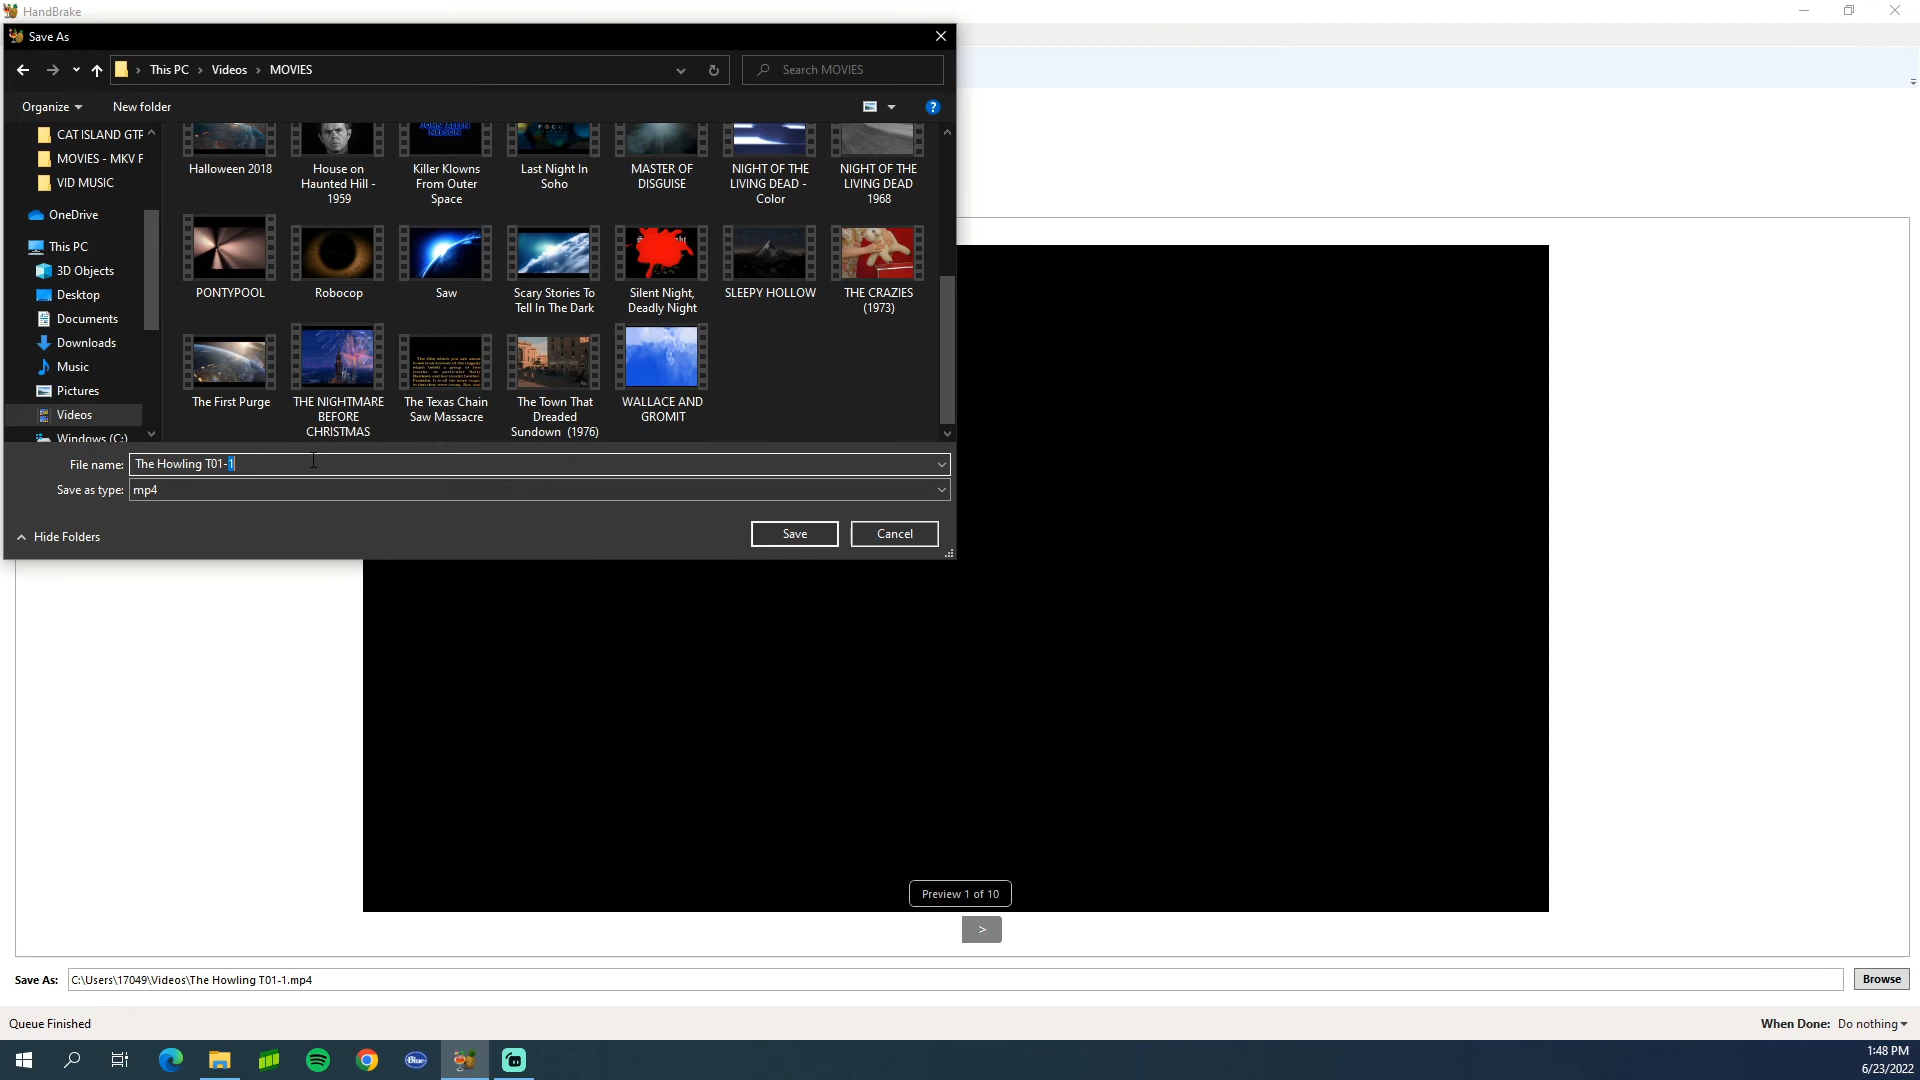 HandBrake
Save As
This PC > Videos > MOVIES
Search MOVIES
Organize
New folder
?
CAT ISLAND GTF
MOVIES - MKV F
VID MUSIC
OneDrive
This PC
3D Objects
Desktop
Documents
Downloads
Music
Pictures
Videos
Windows (C:)
JOHN ALLEN
NELSON
Halloween 2018
House on
Haunted Hill -
1959
Killer Klowns
From Outer
Space
Last Night In
Soho
MASTER OF
DISGUISE
NIGHT OF THE
LIVING DEAD -
Color
NIGHT OF THE
LIVING DEAD
1968
PONTYPOOL
Robocop
Saw
Scary Stories To
Tell In The Dark
Silent Night,
Deadly Night
SLEEPY HOLLOW
THE CRAZIES
(1973)
The First Purge
THE NIGHTMARE
BEFORE
CHRISTMAS
The Texas Chain
Saw Massacre
The Town That
Dreaded
Sundown (1976)
WALLACE AND
GROMIT
File name: The Howling T01-1
Save as type: mp4
Hide Folders
Save
Cancel
Preview 1 of 10
>
Save As: C:\Users\17049\Videos\The Howling T01-1.mp4
Browse
Queue Finished
When Done: Do nothing
Blue
1:48 PM
6/23/2022